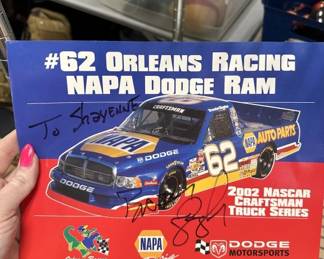 #62 ORLEANS RACING
NAPA DODGE RAM
To Shayenne
CRAFTSMAN
NAPA
NAPA
AUTO PARTS
DODGE
62
2002 NASCAR
CRAFTSMAN
TRUCK SERIES
NAPA
DODGE
MOTORSPORTS